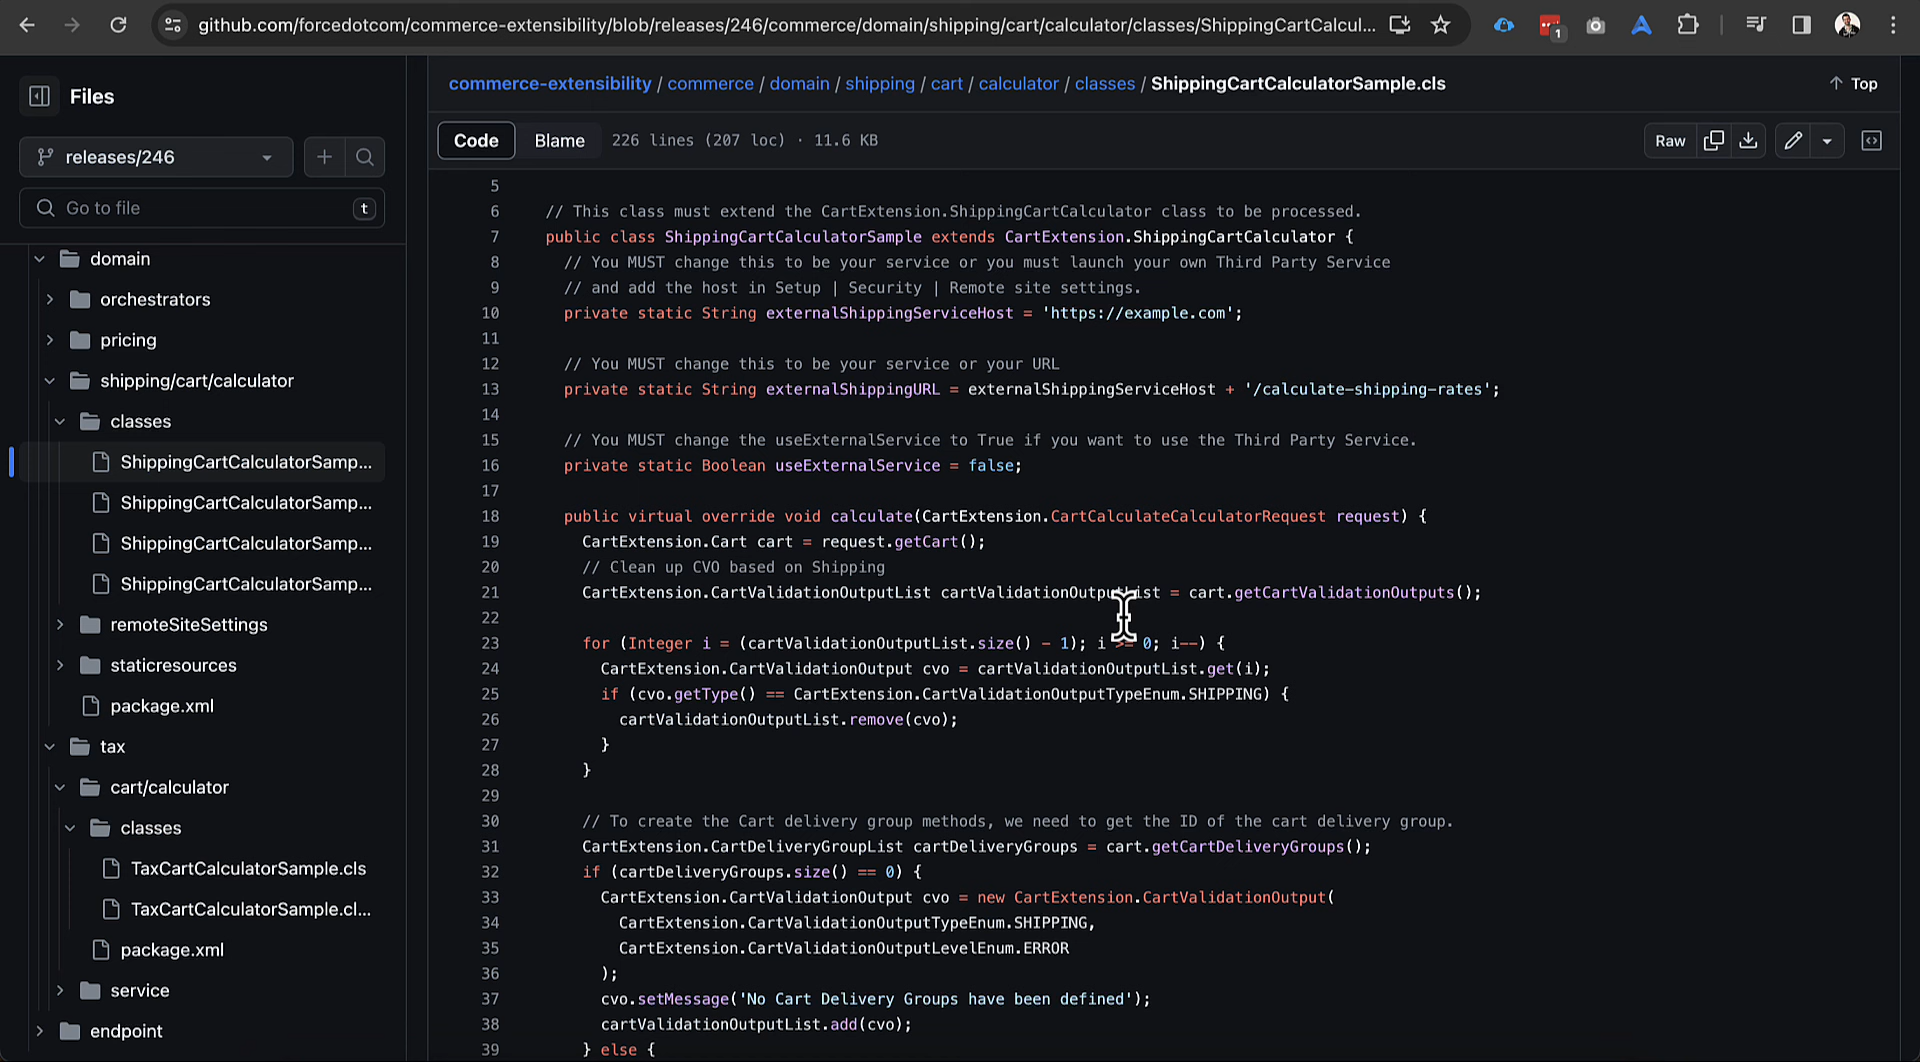 github.com/forcedotcom/commerce-extensibility/blob/releases/246/commerce/domain/shipping/cart/calculator/classes/ShippingCartCalcul...
1
Files
releases/246
Go to file
t
domain
orchestrators
pricing
shipping/cart/calculator
classes
ShippingCartCalculatorSamp...
ShippingCartCalculatorSamp...
ShippingCartCalculatorSamp...
ShippingCartCalculatorSamp...
remoteSiteSettings
staticresources
package.xml
tax
cart/calculator
classes
TaxCartCalculatorSample.cls
TaxCartCalculatorSample.cl...
package.xml
service
endpoint
commerce-extensibility / commerce / domain / shipping / cart / calculator / classes / ShippingCartCalculatorSample.cls
Top
Code Blame 226 lines (207 loc) · 11.6 KB
Raw
5
6 // This class must extend the CartExtension.ShippingCartCalculator class to be processed.
7 public class ShippingCartCalculatorSample extends CartExtension.ShippingCartCalculator {
8 // You MUST change this to be your service or you must launch your own Third Party Service
9 // and add the host in Setup | Security | Remote site settings.
10 private static String externalShippingServiceHost = 'https://example.com';
11
12 // You MUST change this to be your service or your URL
13 private static String externalShippingURL = externalShippingServiceHost + '/calculate-shipping-rates';
14
15 // You MUST change the useExternalService to True if you want to use the Third Party Service.
16 private static Boolean useExternalService = false;
17
18 public virtual override void calculate(CartExtension.CartCalculateCalculatorRequest request) {
19 CartExtension.Cart cart = request.getCart();
20 // Clean up CVO based on Shipping
21 CartExtension.CartValidationOutputList cartValidationOutputList = cart.getCartValidationOutputs();
22
23 for (Integer i = (cartValidationOutputList.size() - 1); i >= 0; i--) {
24 CartExtension.CartValidationOutput cvo = cartValidationOutputList.get(i);
25 if (cvo.getType() == CartExtension.CartValidationOutputTypeEnum.SHIPPING) {
26 cartValidationOutputList.remove(cvo);
27 }
28 }
29
30 // To create the Cart delivery group methods, we need to get the ID of the cart delivery group.
31 CartExtension.CartDeliveryGroupList cartDeliveryGroups = cart.getCartDeliveryGroups();
32 if (cartDeliveryGroups.size() == 0) {
33 CartExtension.CartValidationOutput cvo = new CartExtension.CartValidationOutput(
34 CartExtension.CartValidationOutputTypeEnum.SHIPPING,
35 CartExtension.CartValidationOutputLevelEnum.ERROR
36 );
37 cvo.setMessage('No Cart Delivery Groups have been defined');
38 cartValidationOutputList.add(cvo);
39 } else {